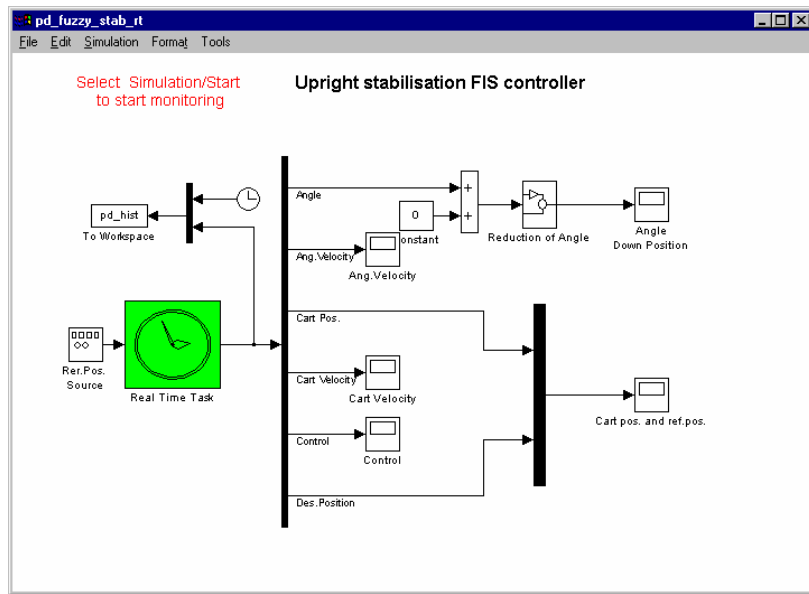 pd_fuzzy_stab_rt
File Edit Simulation Format Tools
Select Simulation/Start
to start monitoring
Upright stabilisation FIS controller
pd_hist
To Workspace
Angle
0
onstant
+
+
Reduction of Angle
Angle
Down Position
Ang.Velocity
Ang.Velocity
Rer.Pos.
Source
Real Time Task
Cart Pos.
Cart Velocity
Cart Velocity
Control
Control
Des.Position
Cart pos. and ref.pos.